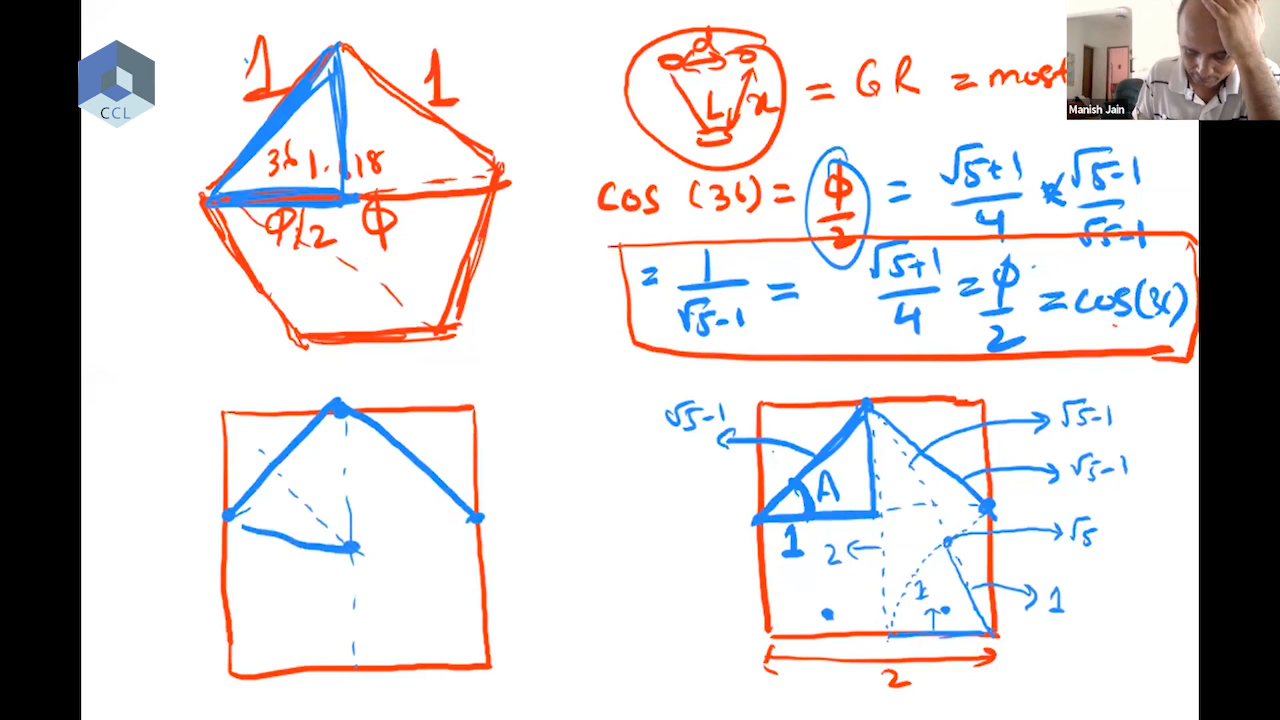 CCL
Manish Jain
1
1
36
1.618
φ/2
φ
d
L
x
= GR = most
cos (36) = φ/2 = √5+1/4 * √5-1/√5-1
= 1/√5-1 = √5+1/4 = φ/2 = cos(36)
√5-1
√5-1
√5-1
A
1
2
√5
1
1
2